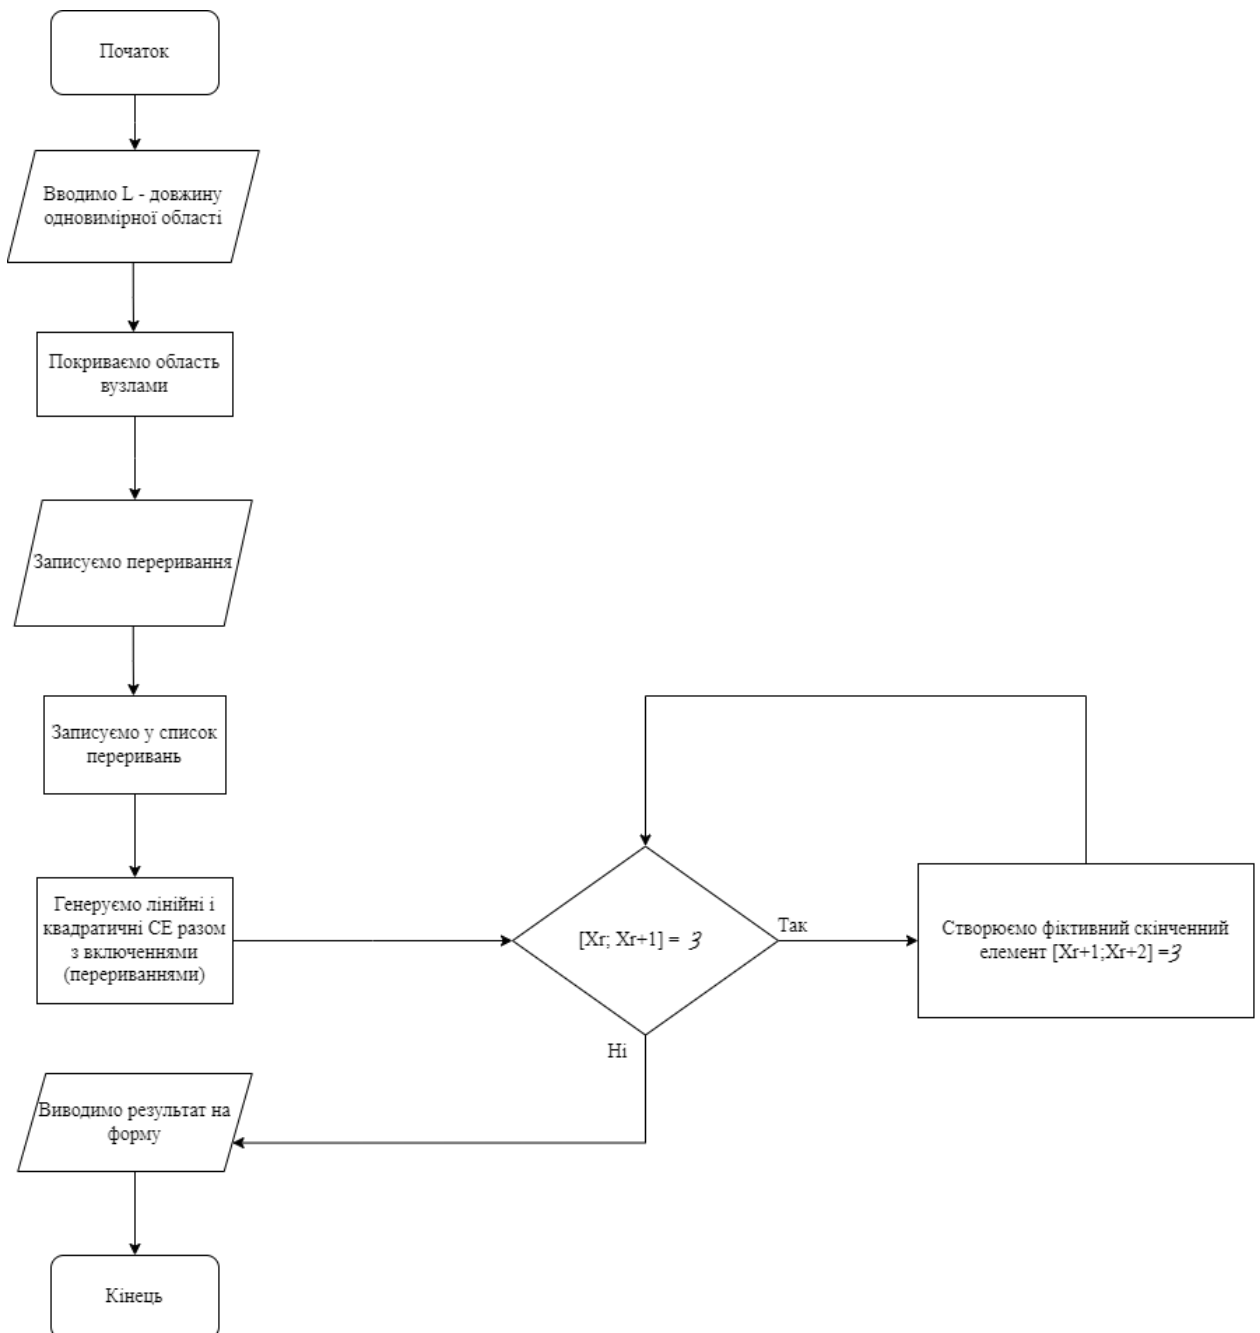 Початок
Вводимо L - довжину
одновимірної області
Покриваємо область
вузлами
Записуємо переривання
Записуємо у список
переривань
Генеруємо лінійні і
квадратичні СЕ разом
з включеннями
(перериваннями)
[Xr; Xr+1] = 3
Так
Створюємо фіктивний скінченний
елемент [Xr+1;Xr+2] =3
Ні
Виводимо результат на
форму
Кінець